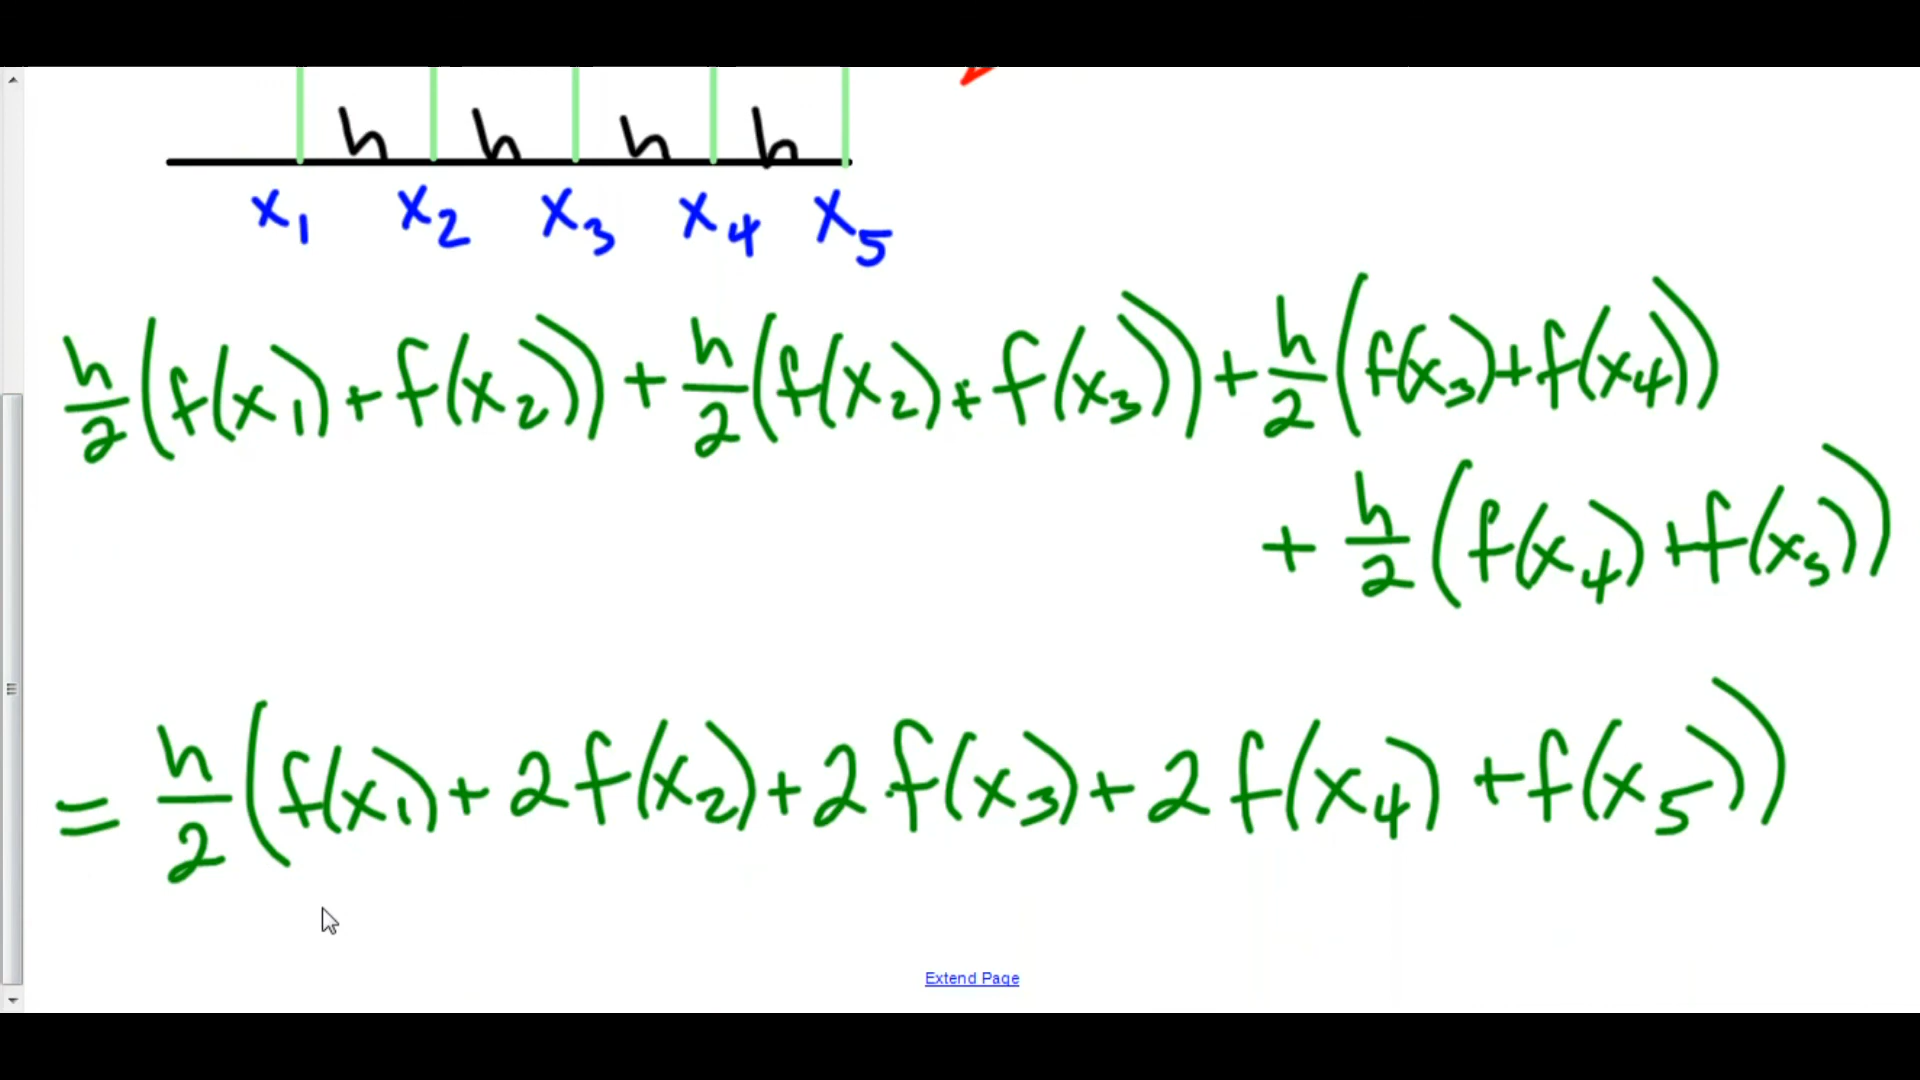 h h h h
x₁ x₂ x₃ x₄ x₅
h/2 (f(x₁) + f(x₂)) + h/2 (f(x₂) + f(x₃)) + h/2 (f(x₃) + f(x₄))
+ h/2 (f(x₄) + f(x₅))
= h/2 (f(x₁) + 2f(x₂) + 2f(x₃) + 2f(x₄) + f(x₅))
Extend Page